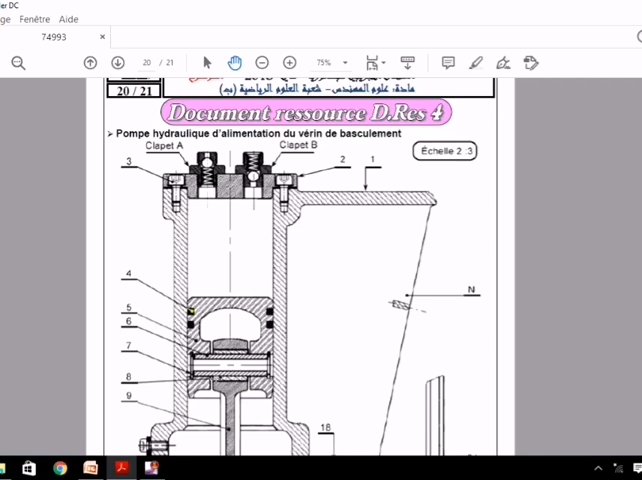 er DC
ge Fenêtre Aide
74993
20 / 21
75%
20 / 21
مادة: علوم المهندس- شعبة العلوم الرياضية (ب)
Document ressource D.Res 4
Pompe hydraulique d'alimentation du vérin de basculement
Clapet A
Clapet B
Échelle 2 :3
3
2
1
4
N
5
6
7
8
9
18